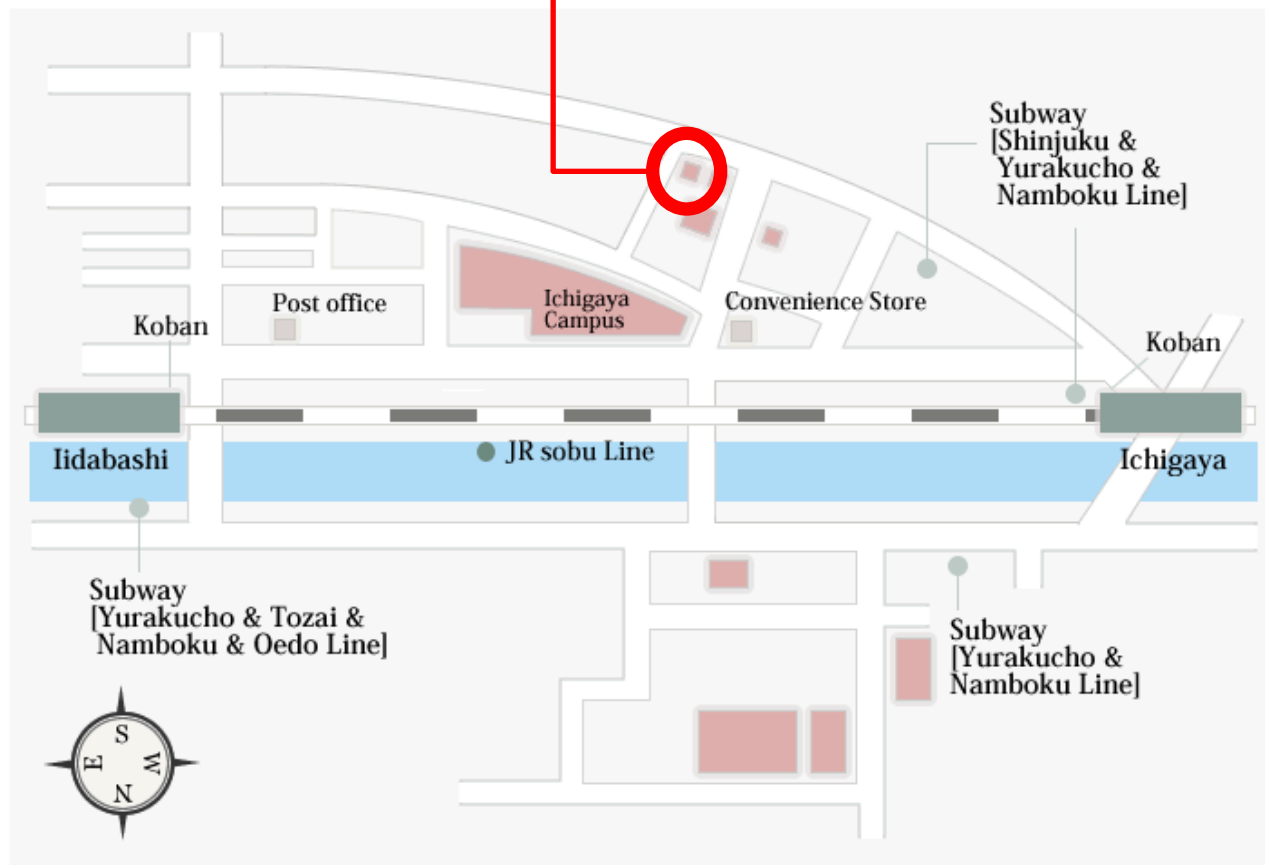 Subway
[Shinjuku &
Yurakucho &
Namboku Line]
Post office
Ichigaya
Campus
Convenience Store
Koban
Koban
Iidabashi
JR sobu Line
Ichigaya
Subway
[Yurakucho & Tozai &
Namboku & Oedo Line]
Subway
[Yurakucho &
Namboku Line]
S
E
W
N